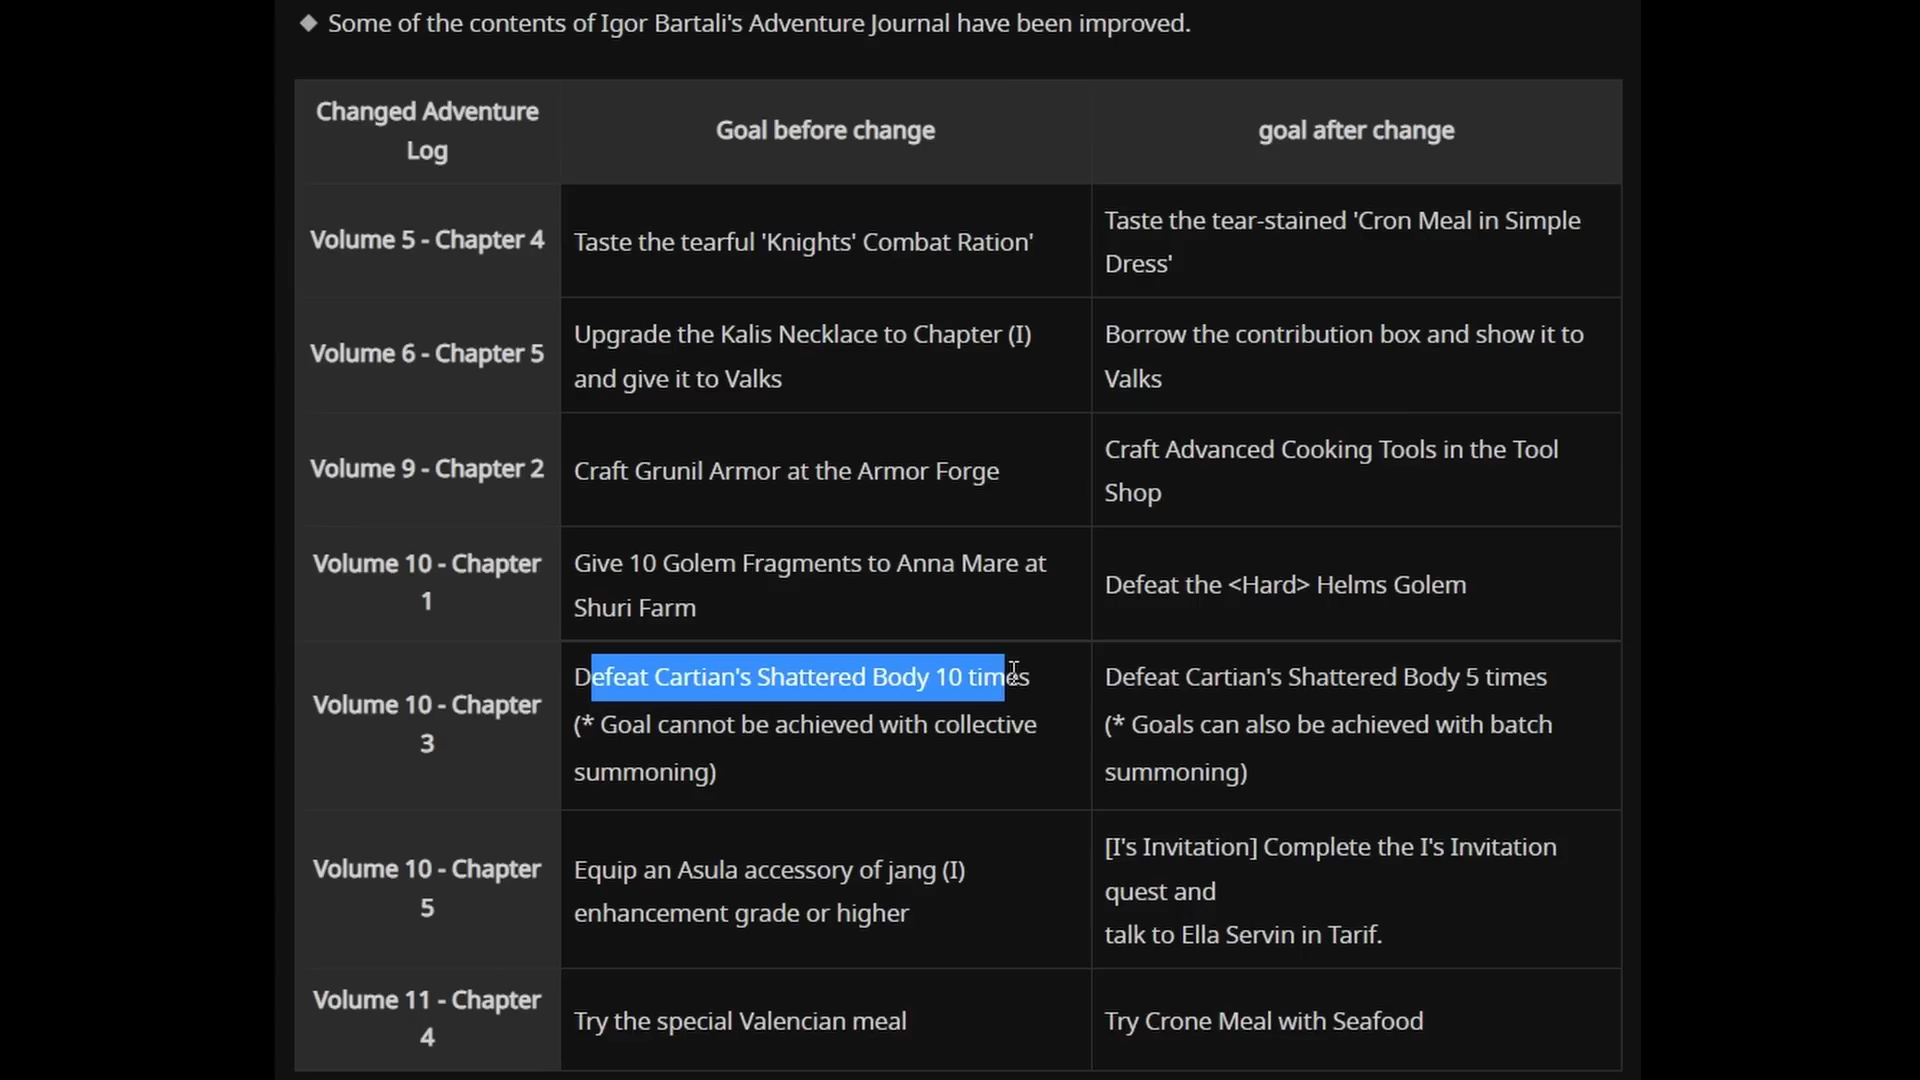 Some of the contents of Igor Bartali's Adventure Journal have been improved.
Changed Adventure
Log
Goal before change
goal after change
Volume 5 - Chapter 4
Taste the tearful 'Knights' Combat Ration'
Taste the tear-stained 'Cron Meal in Simple
Dress'
Volume 6 - Chapter 5
Upgrade the Kalis Necklace to Chapter (I)
and give it to Valks
Borrow the contribution box and show it to
Valks
Volume 9 - Chapter 2
Craft Grunil Armor at the Armor Forge
Craft Advanced Cooking Tools in the Tool
Shop
Volume 10 - Chapter
1
Give 10 Golem Fragments to Anna Mare at
Shuri Farm
Defeat the <Hard> Helms Golem
Volume 10 - Chapter
3
Defeat Cartian's Shattered Body 10 times
(* Goal cannot be achieved with collective
summoning)
Defeat Cartian's Shattered Body 5 times
(* Goals can also be achieved with batch
summoning)
Volume 10 - Chapter
5
Equip an Asula accessory of jang (I)
enhancement grade or higher
[I's Invitation] Complete the I's Invitation
quest and
talk to Ella Servin in Tarif.
Volume 11 - Chapter
4
Try the special Valencian meal
Try Crone Meal with Seafood